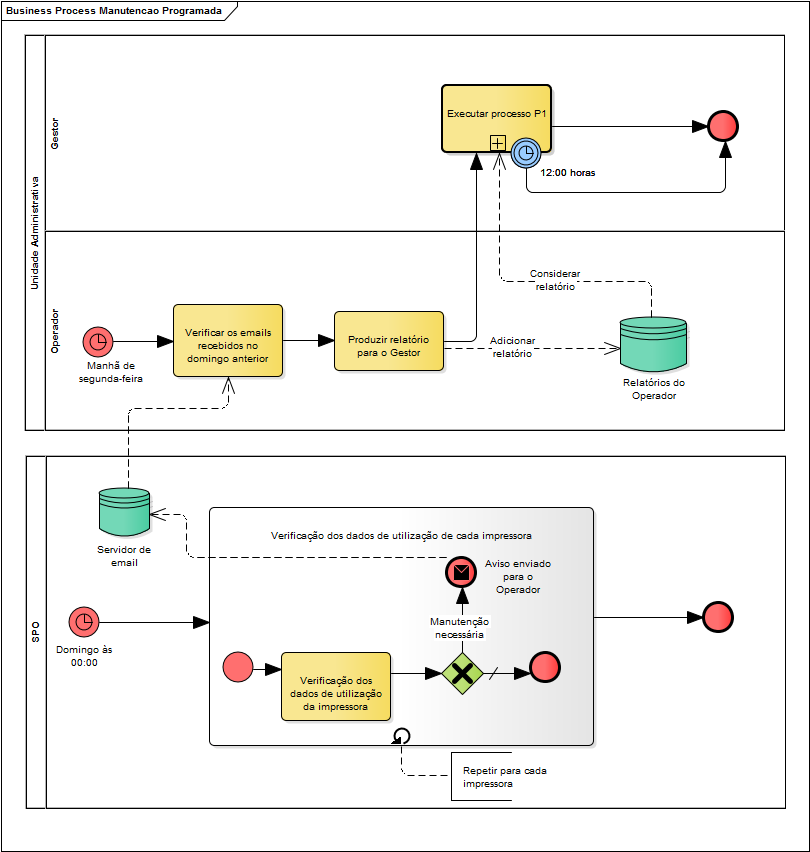 Business Process Manutencao Programada
Unidade Administrativa
Gestor
Executar processo P1
12:00 horas
Operador
Manhã de
segunda-feira
Verificar os emails
recebidos no
domingo anterior
Produzir relatório
para o Gestor
Considerar
relatório
Adicionar
relatório
Relatórios do
Operador
SPO
Servidor de
email
Domingo às
00:00
Verificação dos dados de utilização de cada impressora
Aviso enviado
para o
Operador
Manutenção
necessária
Verificação dos
dados de utilização
da impressora
Repetir para cada
impressora